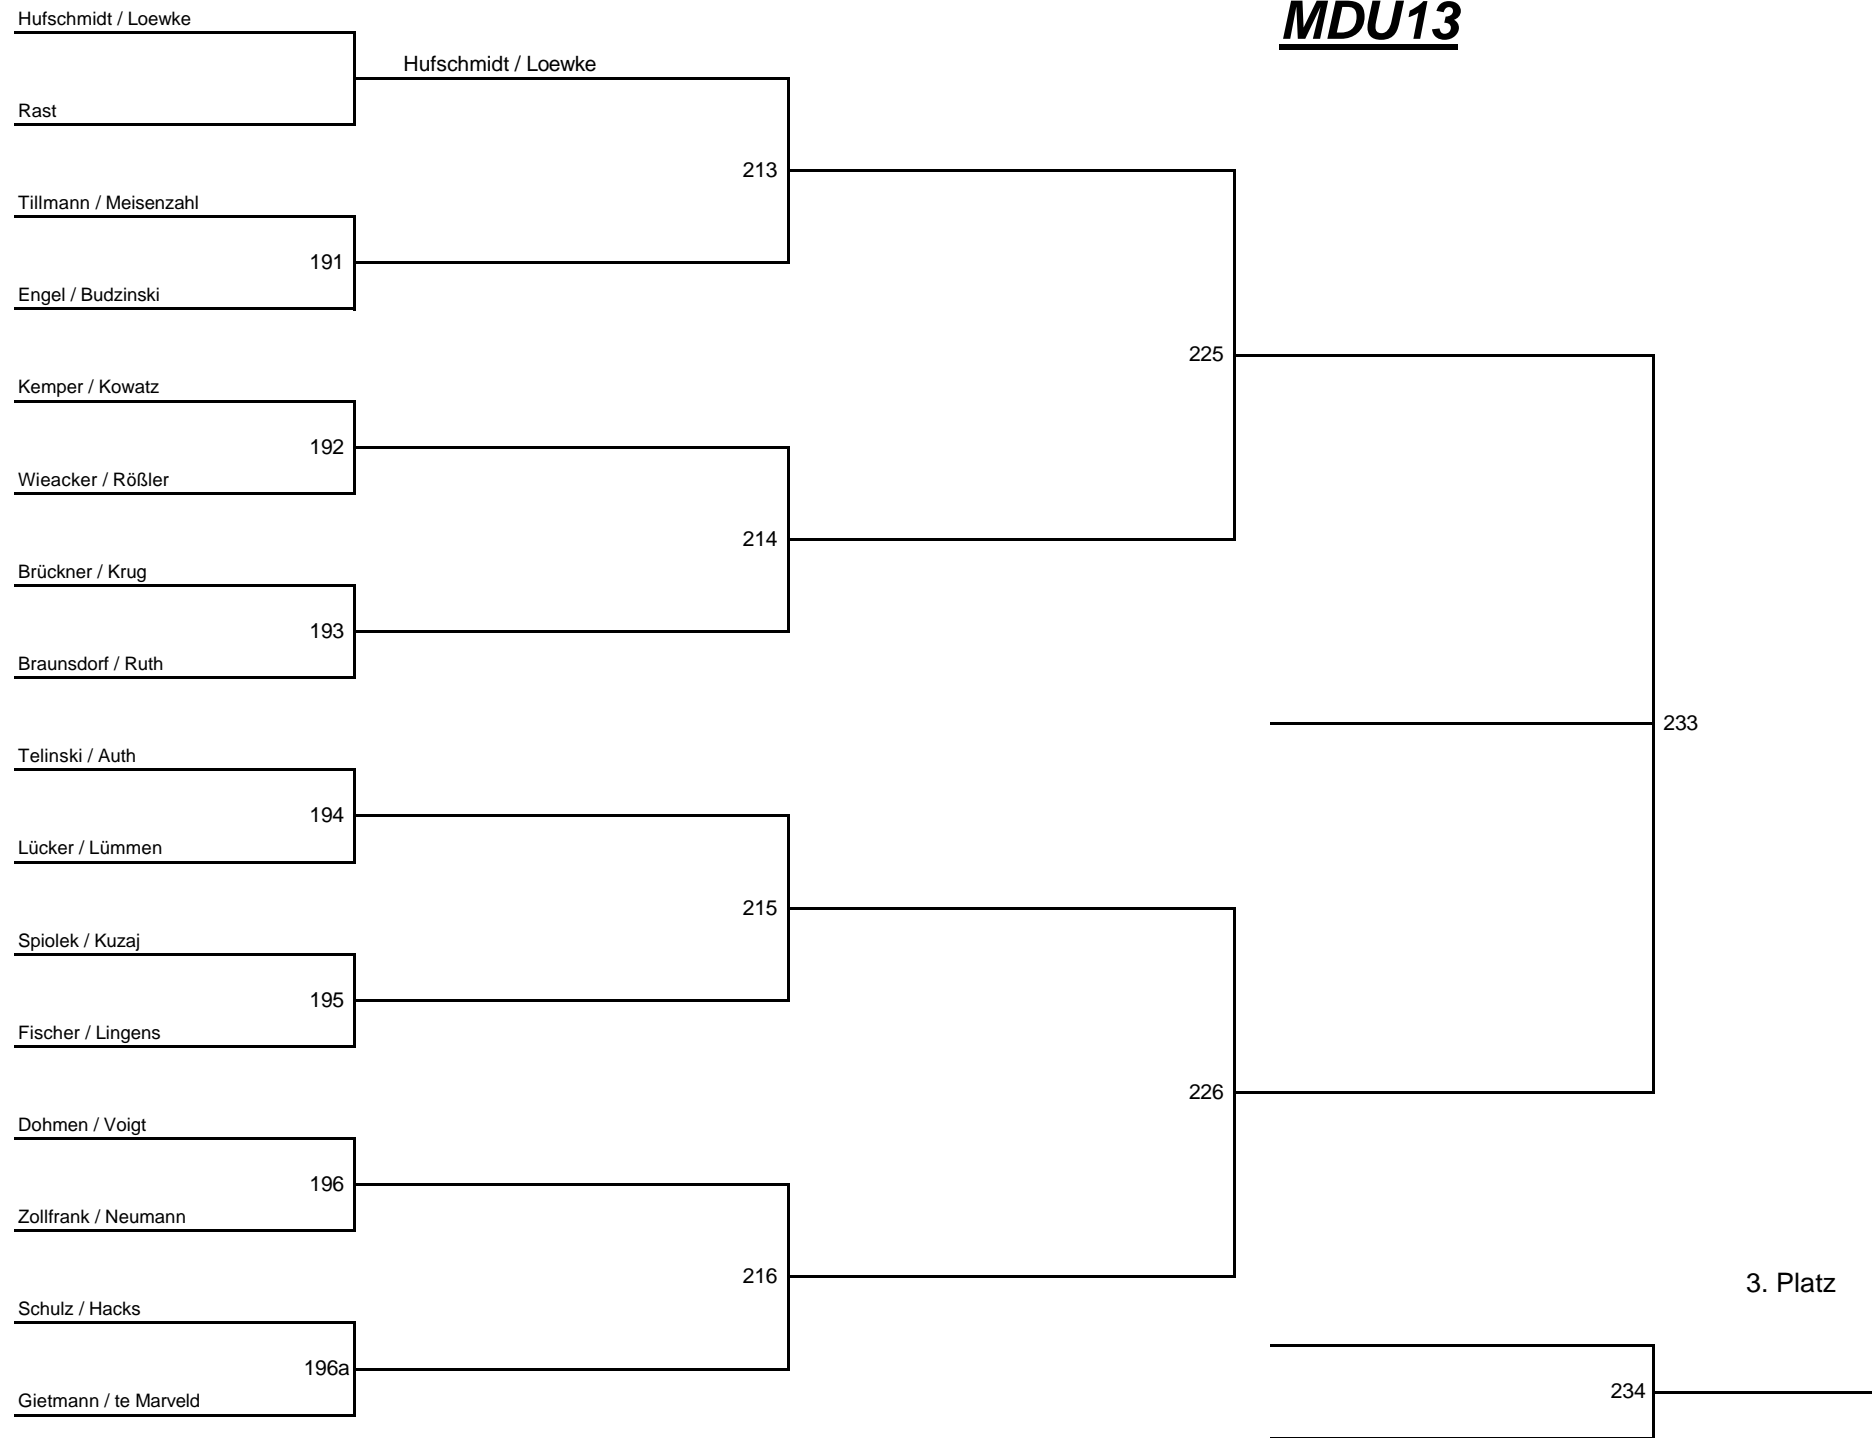 MDU13
Hufschmidt / Loewke
Hufschmidt / Loewke
Rast
213
Tillmann / Meisenzahl
191
Engel / Budzinski
225
Kemper / Kowatz
192
Wieacker / Rößler
214
Brückner / Krug
193
Braunsdorf / Ruth
233
Telinski / Auth
194
Lücker / Lümmen
215
Spiolek / Kuzaj
195
Fischer / Lingens
226
Dohmen / Voigt
196
Zollfrank / Neumann
216
3. Platz
Schulz / Hacks
196a
234
Gietmann / te Marveld